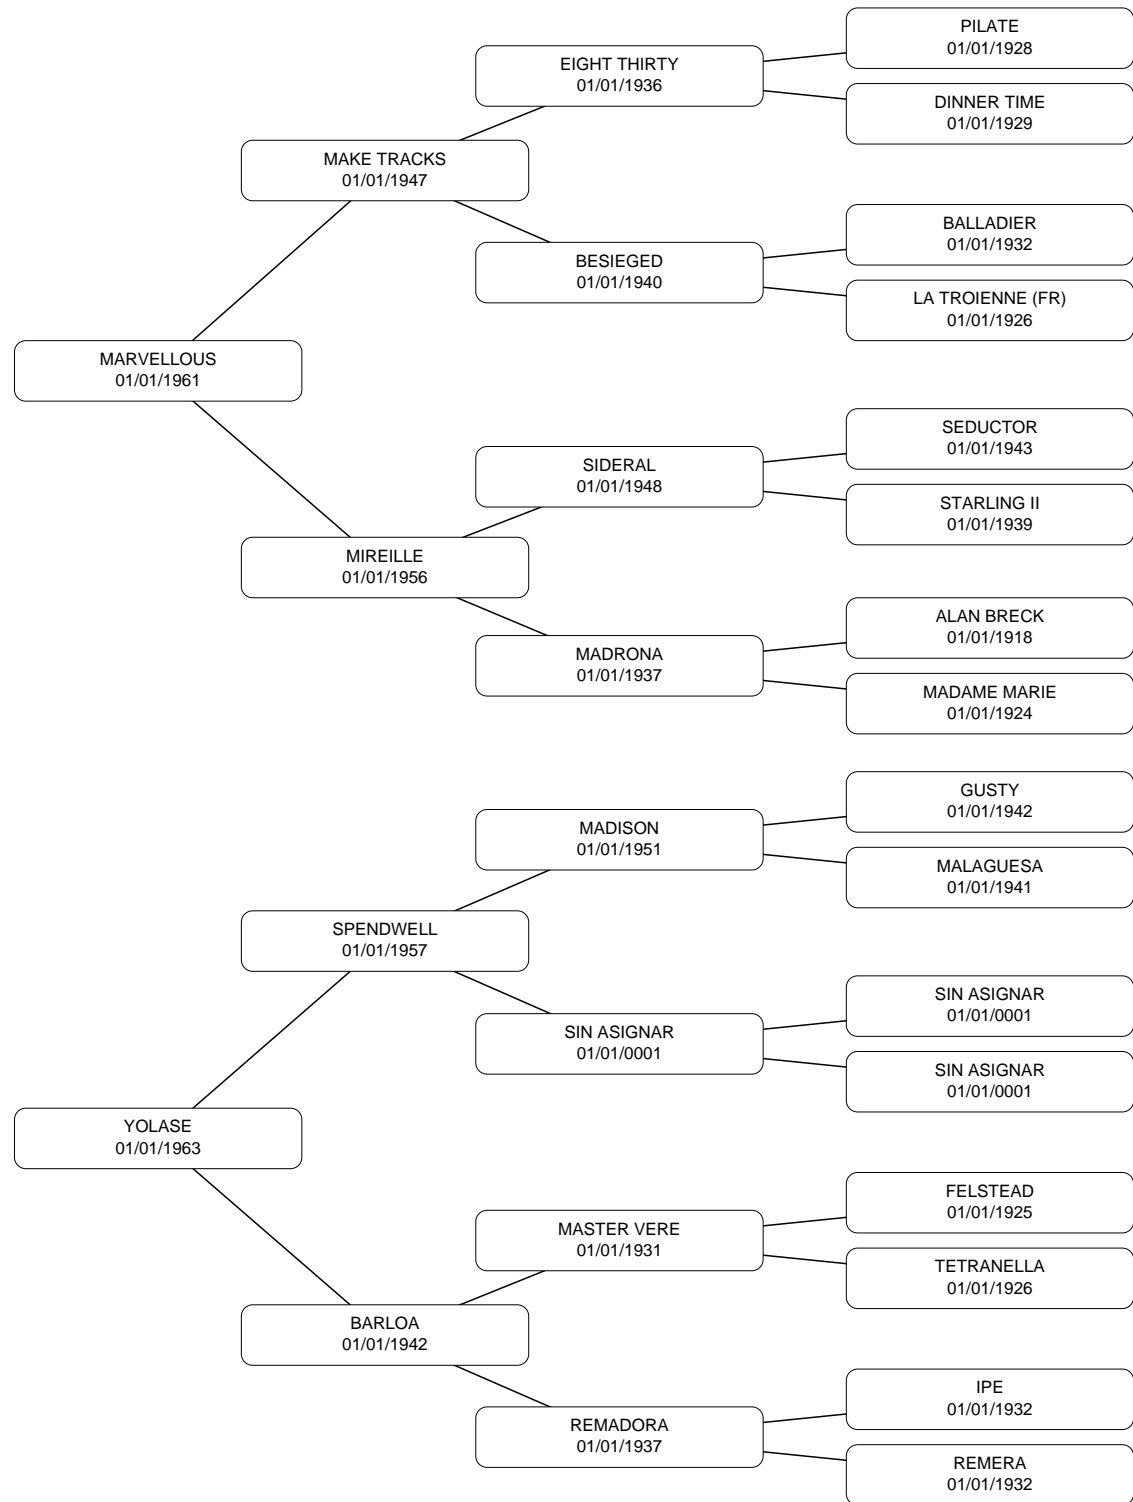 PILATE
01/01/1928
EIGHT THIRTY
01/01/1936
DINNER TIME
01/01/1929
MAKE TRACKS
01/01/1947
BALLADIER
01/01/1932
BESIEGED
01/01/1940
LA TROIENNE (FR)
01/01/1926
MARVELLOUS
01/01/1961
SEDUCTOR
01/01/1943
SIDERAL
01/01/1948
STARLING II
01/01/1939
MIREILLE
01/01/1956
ALAN BRECK
01/01/1918
MADRONA
01/01/1937
MADAME MARIE
01/01/1924
GUSTY
01/01/1942
MADISON
01/01/1951
MALAGUESA
01/01/1941
SPENDWELL
01/01/1957
SIN ASIGNAR
01/01/0001
SIN ASIGNAR
01/01/0001
SIN ASIGNAR
01/01/0001
YOLASE
01/01/1963
FELSTEAD
01/01/1925
MASTER VERE
01/01/1931
TETRANELLA
01/01/1926
BARLOA
01/01/1942
IPE
01/01/1932
REMADORA
01/01/1937
REMERA
01/01/1932